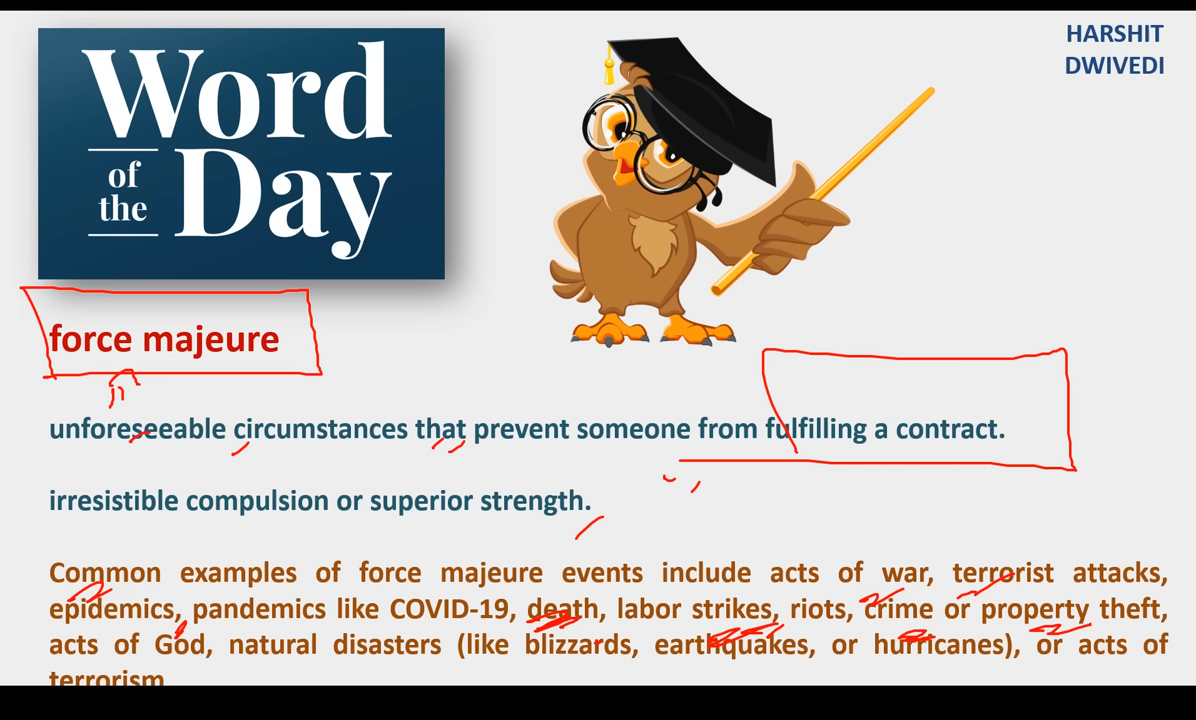 Word
of the Day
HARSHIT
DWIVEDI
force majeure
unforeseeable circumstances that prevent someone from fulfilling a contract.
irresistible compulsion or superior strength.
Common examples of force majeure events include acts of war, terrorist attacks,
epidemics, pandemics like COVID-19, death, labor strikes, riots, crime or property theft,
acts of God, natural disasters (like blizzards, earthquakes, or hurricanes), or acts of
terrorism